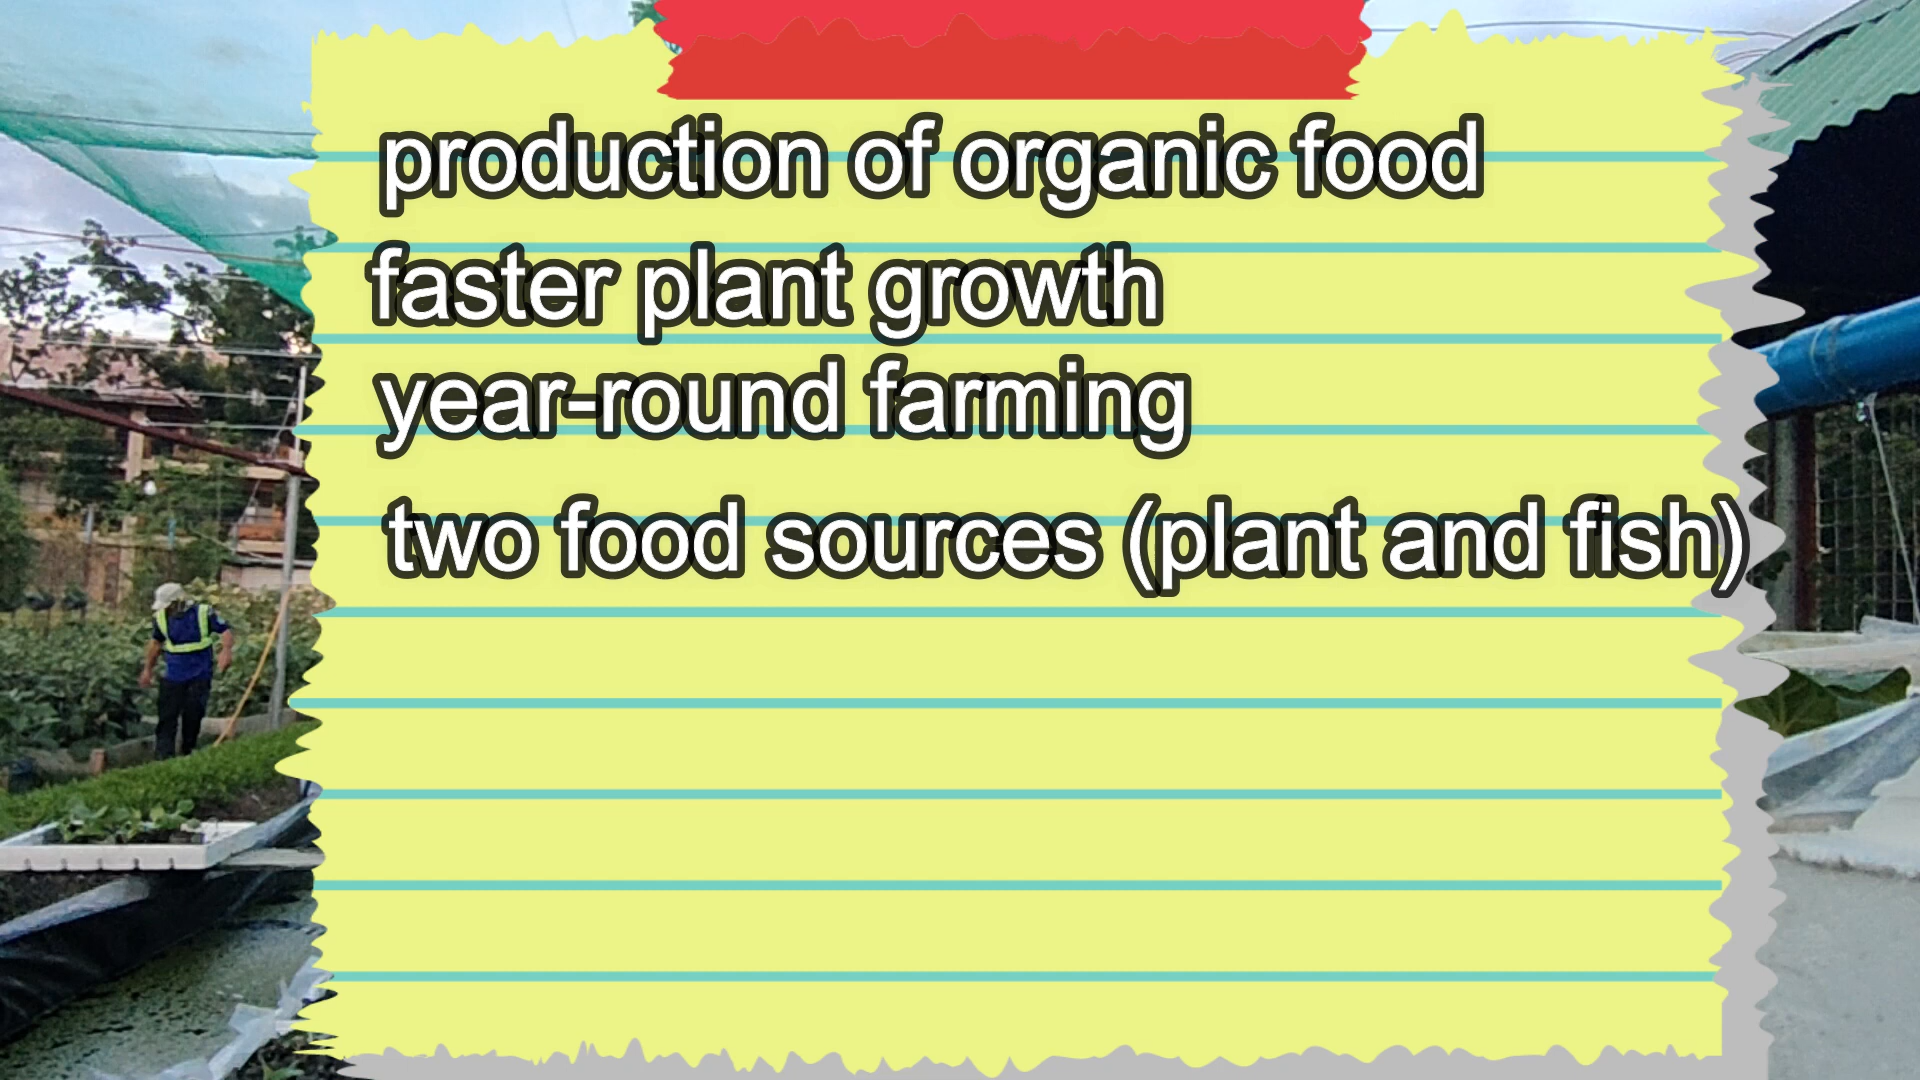 production of organic food
faster plant growth
year-round farming
two food sources (plant and fish)